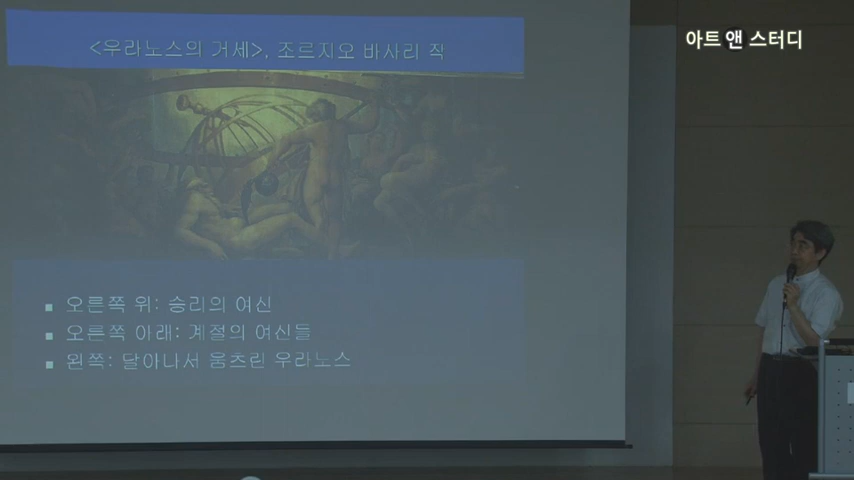 <우라노스의 거세>, 조르지오 바사리 작
아트 앤 스터디
오른쪽 위: 승리의 여신
오른쪽 아래: 계절의 여신들
왼쪽: 달아나서 움츠린 우라노스